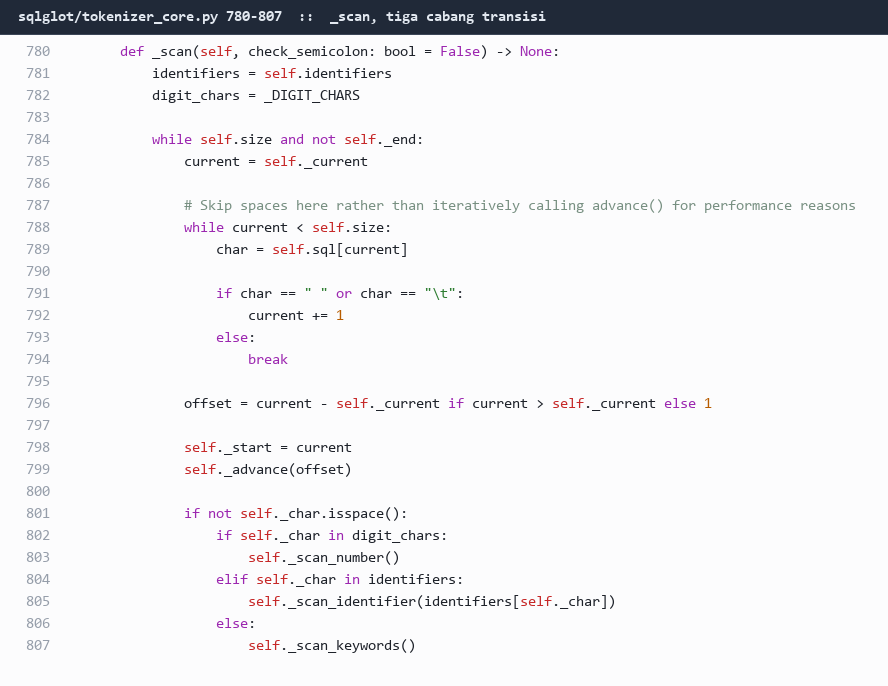 sqlglot/tokenizer_core.py 780-807  ::  _scan, tiga cabang transisi
780        def _scan(self, check_semicolon: bool = False) -> None:
781            identifiers = self.identifiers
782            digit_chars = _DIGIT_CHARS
783
784            while self.size and not self._end:
785                current = self._current
786
787                # Skip spaces here rather than iteratively calling advance() for performance reasons
788                while current < self.size:
789                    char = self.sql[current]
790
791                    if char == " " or char == "\t":
792                        current += 1
793                    else:
794                        break
795
796                offset = current - self._current if current > self._current else 1
797
798                self._start = current
799                self._advance(offset)
800
801                if not self._char.isspace():
802                    if self._char in digit_chars:
803                        self._scan_number()
804                    elif self._char in identifiers:
805                        self._scan_identifier(identifiers[self._char])
806                    else:
807                        self._scan_keywords()